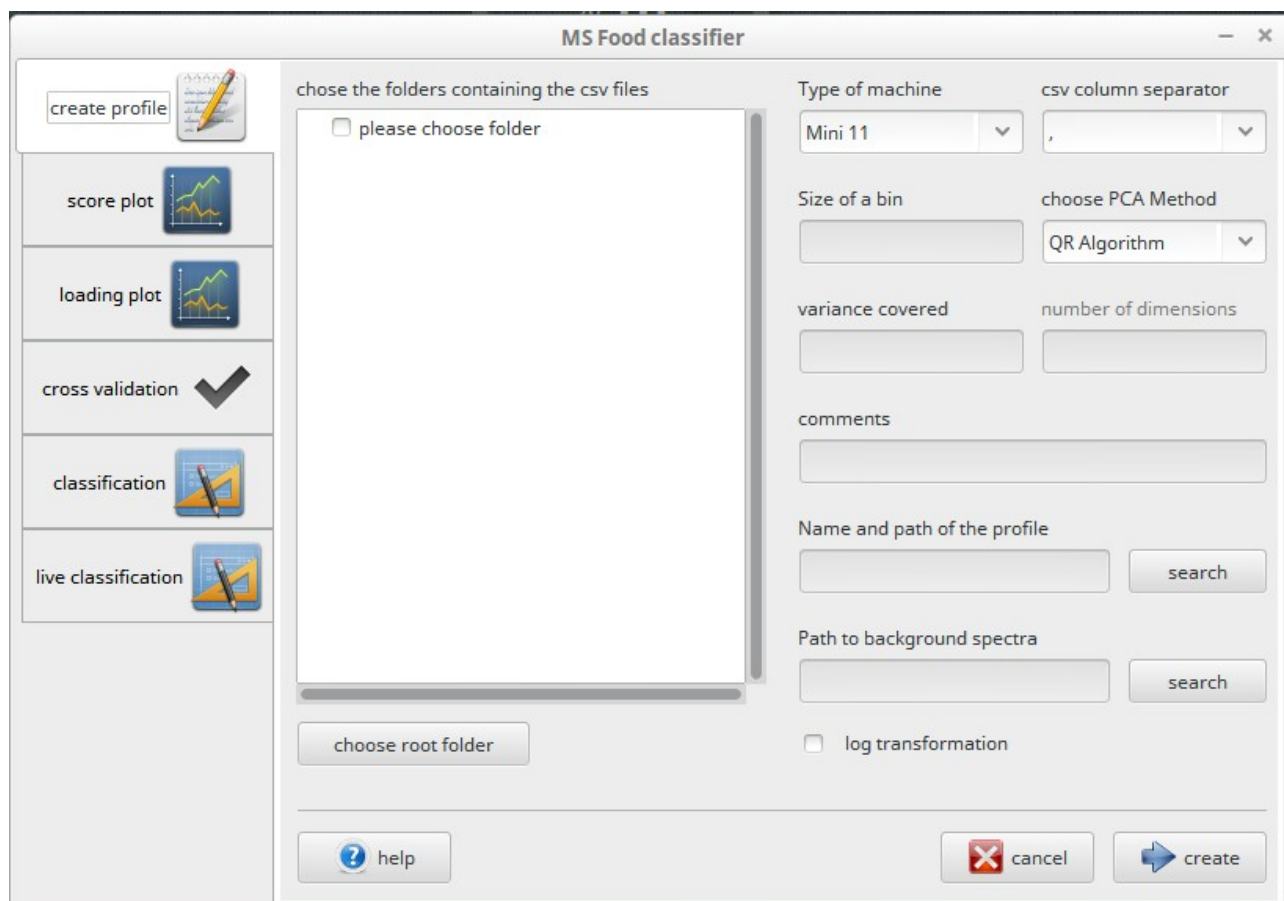 MS Food classifier
create profile
score plot
loading plot
cross validation
classification
live classification
chose the folders containing the csv files
please choose folder
choose root folder
Type of machine
csv column separator
Mini 11
,
Size of a bin
choose PCA Method
QR Algorithm
variance covered
number of dimensions
comments
Name and path of the profile
search
Path to background spectra
search
log transformation
help
cancel
create